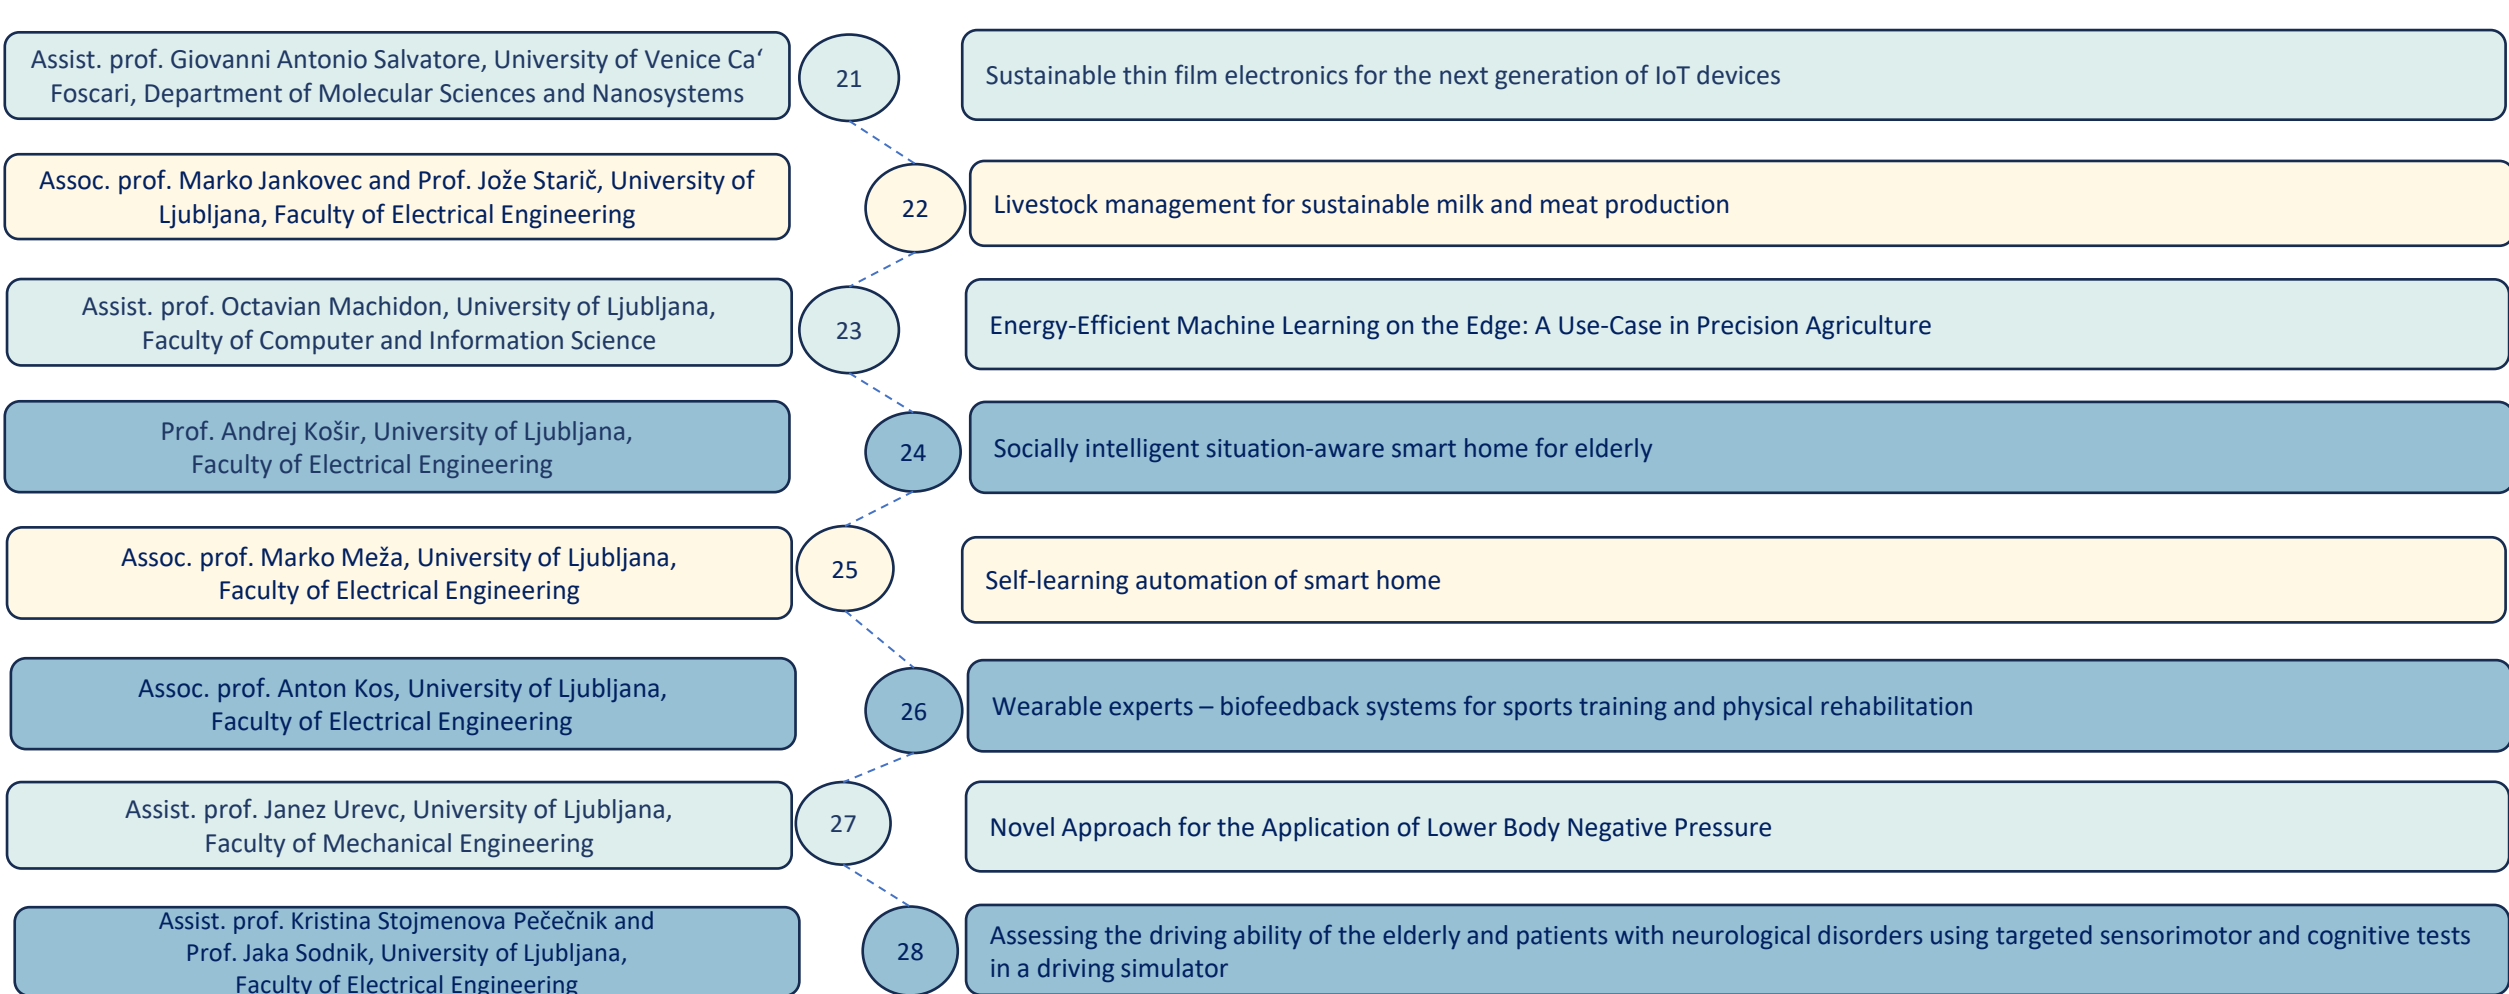 Assist. prof. Giovanni Antonio Salvatore, University of Venice Ca‘
Foscari, Department of Molecular Sciences and Nanosystems
21
Sustainable thin film electronics for the next generation of IoT devices
Assoc. prof. Marko Jankovec and Prof. Jože Starič, University of
Ljubljana, Faculty of Electrical Engineering
22
Livestock management for sustainable milk and meat production
Assist. prof. Octavian Machidon, University of Ljubljana,
Faculty of Computer and Information Science
23
Energy-Efficient Machine Learning on the Edge: A Use-Case in Precision Agriculture
Prof. Andrej Košir, University of Ljubljana,
Faculty of Electrical Engineering
24
Socially intelligent situation-aware smart home for elderly
Assoc. prof. Marko Meža, University of Ljubljana,
Faculty of Electrical Engineering
25
Self-learning automation of smart home
Assoc. prof. Anton Kos, University of Ljubljana,
Faculty of Electrical Engineering
26
Wearable experts – biofeedback systems for sports training and physical rehabilitation
Assist. prof. Janez Urevc, University of Ljubljana,
Faculty of Mechanical Engineering
27
Novel Approach for the Application of Lower Body Negative Pressure
Assist. prof. Kristina Stojmenova Pečečnik and
Prof. Jaka Sodnik, University of Ljubljana,
Faculty of Electrical Engineering
28
Assessing the driving ability of the elderly and patients with neurological disorders using targeted sensorimotor and cognitive tests
in a driving simulator